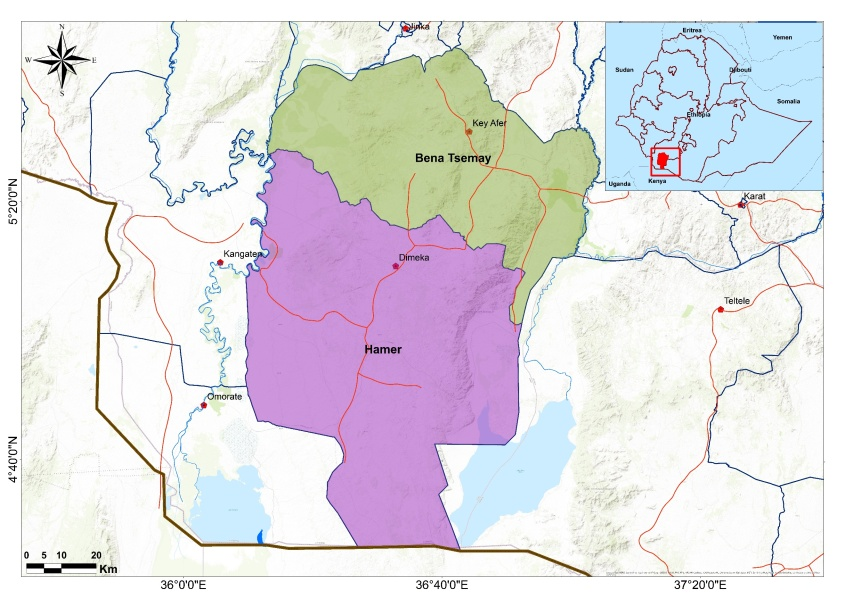 N
W
E
S
Jinka
Eritrea
Yemen
Sudan
Djibouti
Somalia
Ethiopia
Uganda
Kenya
Key Afer
Bena Tsemay
Karat
Kangaten
Dimeka
Teltele
Hamer
Omorate
5°20'0"N
4°40'0"N
0 5 10 20
Km
36°0'0"E
36°40'0"E
37°20'0"E